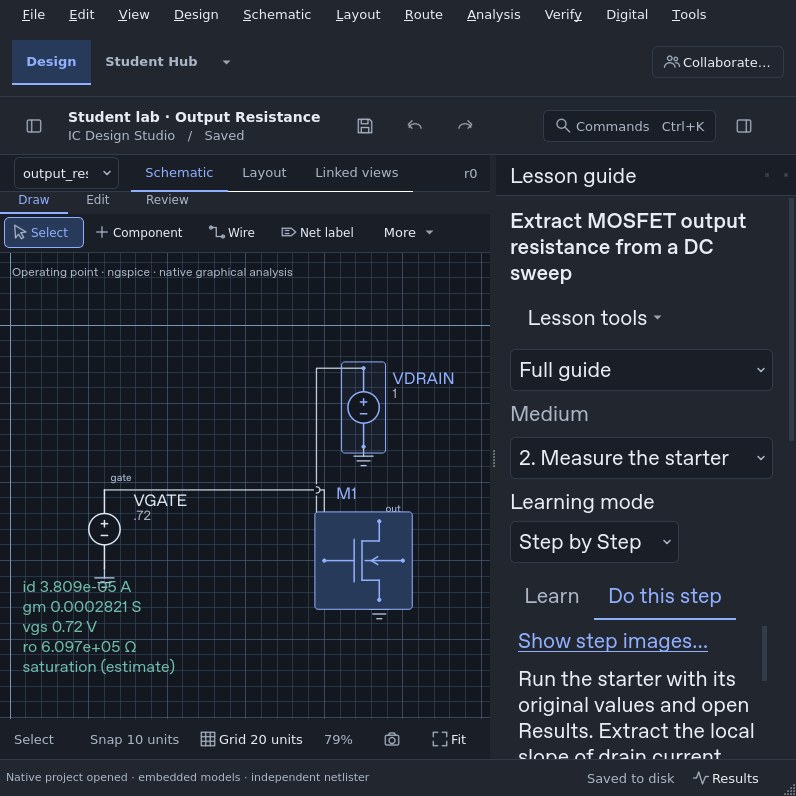 File Edit View Design Schematic Layout Route Analysis Verify Digital Tools
Design Student Hub Collaborate...
Student lab · Output Resistance
IC Design Studio / Saved
Commands Ctrl+K
Schematic Layout Linked views r0
Draw Edit Review
Select Component Wire Net label More
Operating point · ngspice · native graphical analysis
VDRAIN
1
gate
VGATE
.72
M1
out
id 3.809e-05 A
gm 0.0002821 S
vgs 0.72 V
ro 6.097e+05 Ω
saturation (estimate)
Select Snap 10 units Grid 20 units 79% Fit
Lesson guide
Extract MOSFET output
resistance from a DC
sweep
Lesson tools
Full guide
Medium
2. Measure the starter
Learning mode
Step by Step
Learn Do this step
Show step images...
Run the starter with its
original values and open
Results. Extract the local
slope of drain current
Native project opened · embedded models · independent netlister
Saved to disk Results